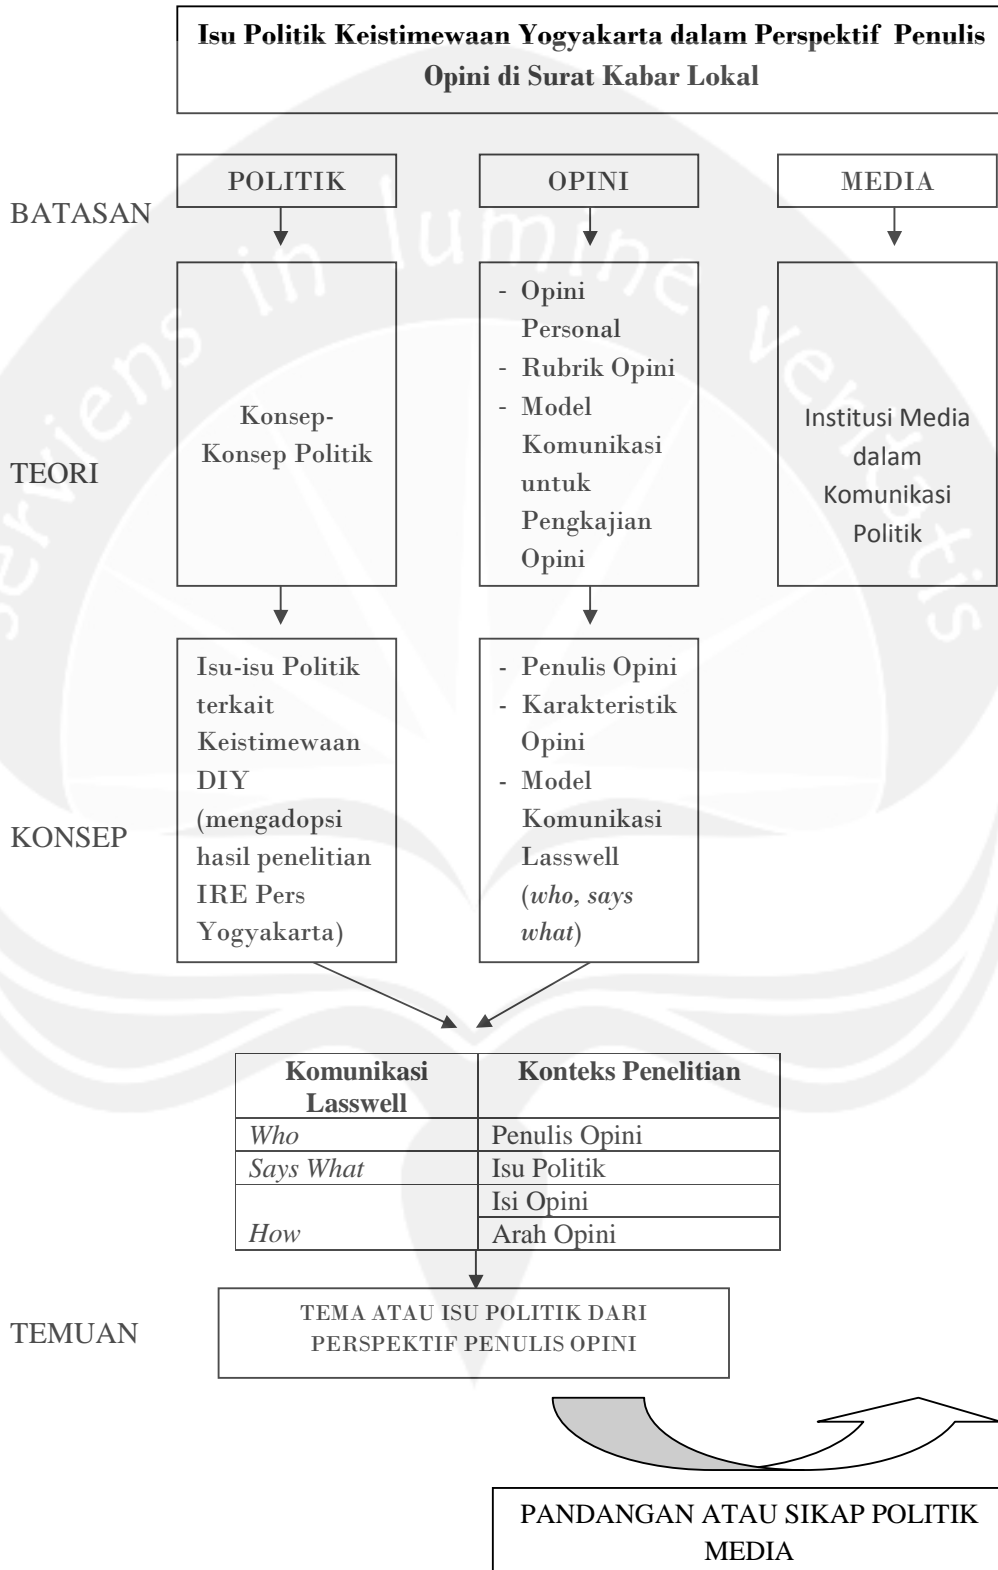 Isu Politik Keistimewaan Yogyakarta dalam Perspektif Penulis
Opini di Surat Kabar Lokal
BATASAN
POLITIK
OPINI
MEDIA
TEORI
Konsep-
Konsep Politik
- Opini
Personal
- Rubrik Opini
- Model
Komunikasi
untuk
Pengkajian
Opini
Institusi Media
dalam
Komunikasi
Politik
KONSEP
Isu-isu Politik
terkait
Keistimewaan
DIY
(mengadopsi
hasil penelitian
IRE Pers
Yogyakarta)
- Penulis Opini
- Karakteristik
Opini
- Model
Komunikasi
Lasswell
(who, says
what)
Komunikasi
Lasswell
Konteks Penelitian
Who
Penulis Opini
Says What
Isu Politik
Isi Opini
How
Arah Opini
TEMUAN
TEMA ATAU ISU POLITIK DARI
PERSPEKTIF PENULIS OPINI
PANDANGAN ATAU SIKAP POLITIK
MEDIA
serviens in lumine veritatis